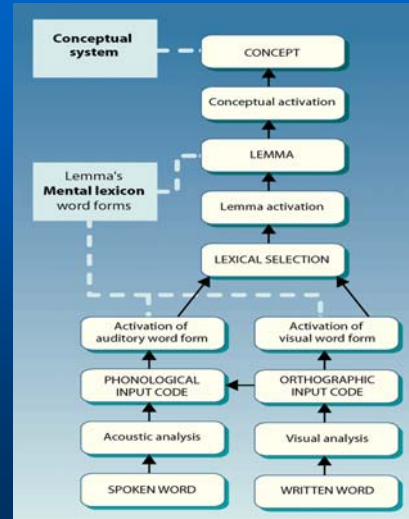 Conceptual
system
CONCEPT
Conceptual activation
Lemma's
Mental lexicon
word forms
LEMMA
Lemma activation
LEXICAL SELECTION
Activation of
auditory word form
Activation of
visual word form
PHONOLOGICAL
INPUT CODE
ORTHOGRAPHIC
INPUT CODE
Acoustic analysis
Visual analysis
SPOKEN WORD
WRITTEN WORD